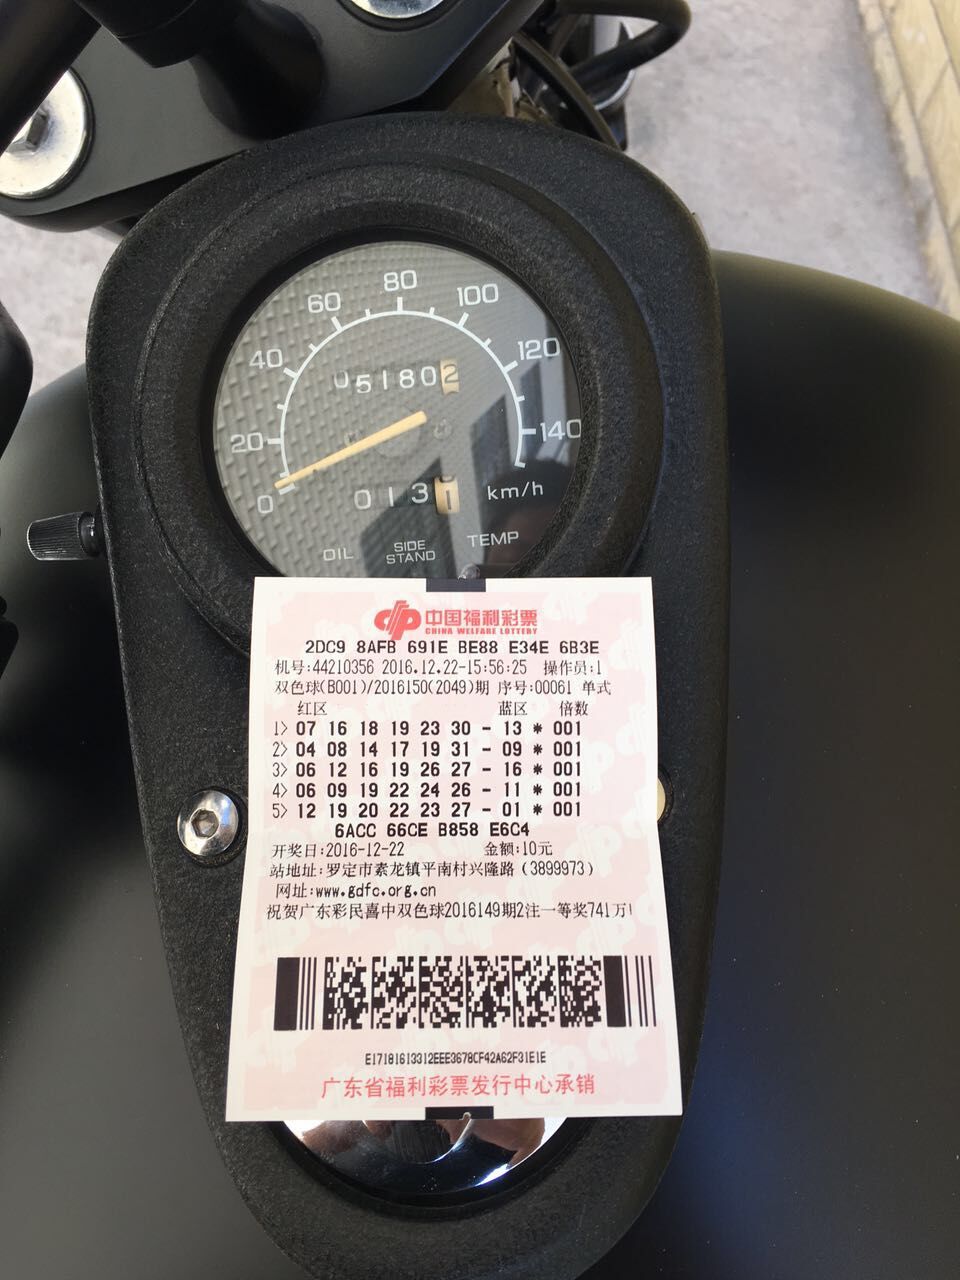 80
60
100
40
120
051802
20
140
0
0131
km/h
OIL
SIDE
STAND
TEMP
中国福利彩票
CHINA WELFARE LOTTERY
2DC9 8AFB 691E BE88 E34E 6B3E
机号:44210356 2016.12.22-15:56:25 操作员:1
双色球(B001)/2016150(2049)期 序号:00061 单式
红区 蓝区 倍数
1> 07 16 18 19 23 30 - 13 * 001
2> 04 08 14 17 19 31 - 09 * 001
3> 06 12 16 19 26 27 - 16 * 001
4> 06 09 19 22 24 26 - 11 * 001
5> 12 19 20 22 23 27 - 01 * 001
6ACC 66CE B858 E6C4
开奖日:2016-12-22 金额:10元
站地址:罗定市素龙镇平南村兴隆路(3899973)
网址:www.gdfc.org.cn
祝贺广东彩民喜中双色球2016149期2注一等奖741万!
E17181613312EEE3678CF42A62F31E1E
广东省福利彩票发行中心承销